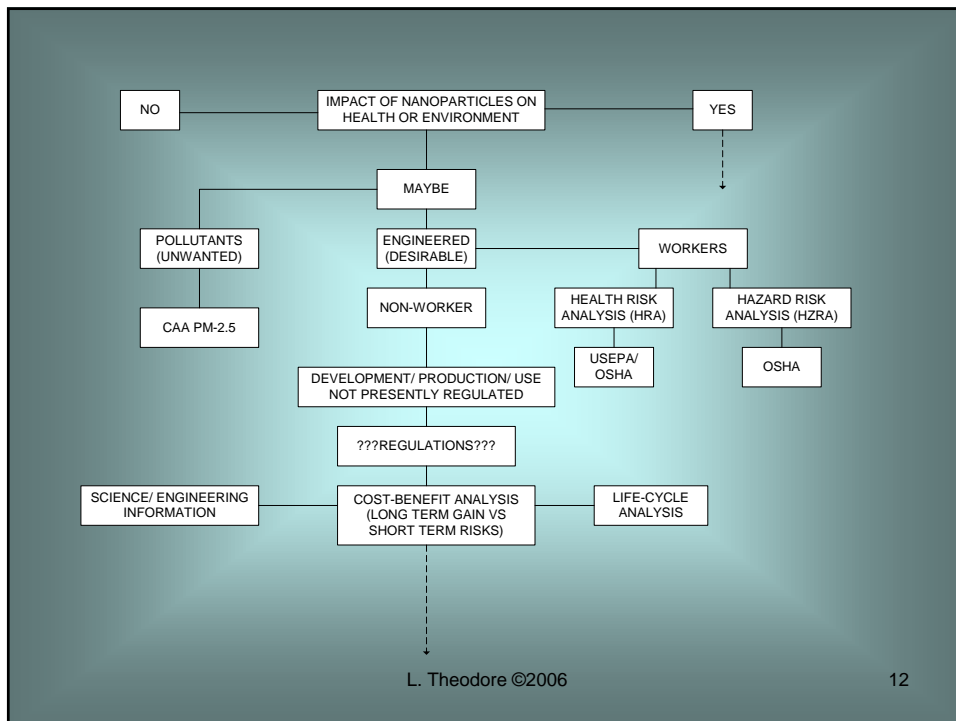 NO
IMPACT OF NANOPARTICLES ON
HEALTH OR ENVIRONMENT
YES
MAYBE
POLLUTANTS
(UNWANTED)
ENGINEERED
(DESIRABLE)
WORKERS
CAA PM-2.5
NON-WORKER
HEALTH RISK
ANALYSIS (HRA)
HAZARD RISK
ANALYSIS (HZRA)
USEPA/
OSHA
OSHA
DEVELOPMENT/ PRODUCTION/ USE
NOT PRESENTLY REGULATED
???REGULATIONS???
SCIENCE/ ENGINEERING
INFORMATION
COST-BENEFIT ANALYSIS
(LONG TERM GAIN VS
SHORT TERM RISKS)
LIFE-CYCLE
ANALYSIS
L. Theodore ©2006
12